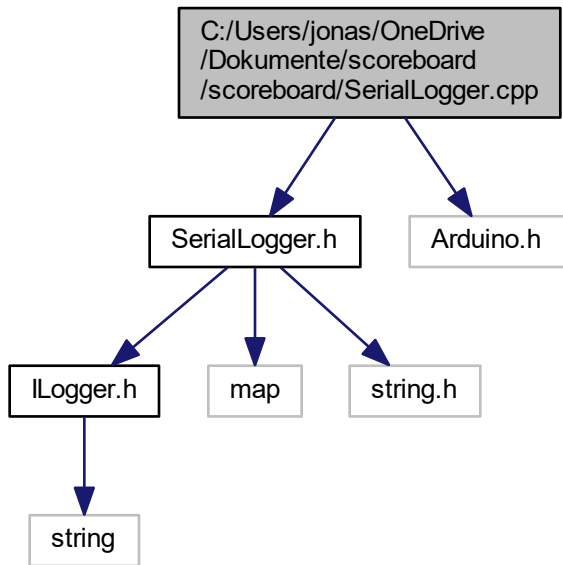 C:/Users/jonas/OneDrive
/Dokumente/scoreboard
/scoreboard/SerialLogger.cpp
SerialLogger.h
Arduino.h
ILogger.h
map
string.h
string